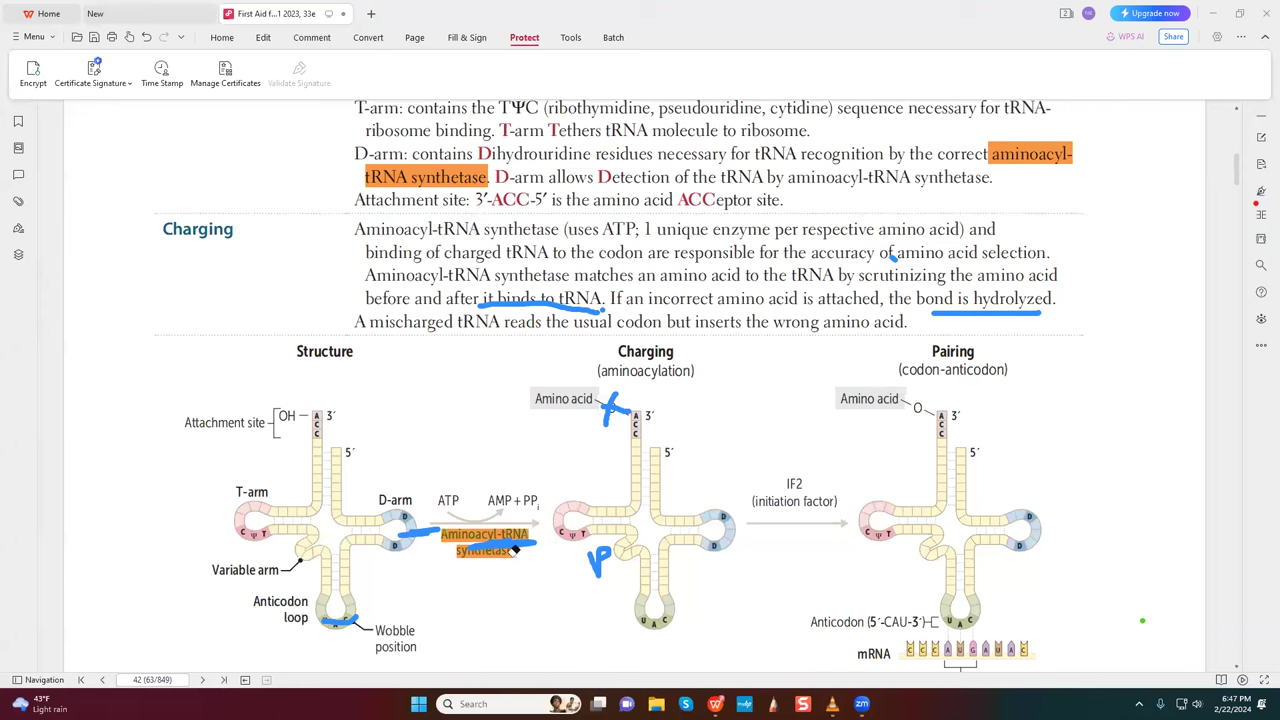 Home
New
First Aid f...1 2023, 33e
Upgrade now
Menu
Home
Edit
Comment
Convert
Page
Fill & Sign
Protect
Tools
Batch
WPS AI
Share
Encrypt
Certificate Signature
Time Stamp
Manage Certificates
Validate Signature
T-arm: contains the TΨC (ribothymidine, pseudouridine, cytidine) sequence necessary for tRNA-
ribosome binding. T-arm Tethers tRNA molecule to ribosome.
D-arm: contains Dihydrouridine residues necessary for tRNA recognition by the correct aminoacyl-
tRNA synthetase. D-arm allows Detection of the tRNA by aminoacyl-tRNA synthetase.
Attachment site: 3′-ACC-5′ is the amino acid ACCeptor site.
Charging
Aminoacyl-tRNA synthetase (uses ATP; 1 unique enzyme per respective amino acid) and
binding of charged tRNA to the codon are responsible for the accuracy of amino acid selection.
Aminoacyl-tRNA synthetase matches an amino acid to the tRNA by scrutinizing the amino acid
before and after it binds to tRNA. If an incorrect amino acid is attached, the bond is hydrolyzed.
A mischarged tRNA reads the usual codon but inserts the wrong amino acid.
Structure
Charging
(aminoacylation)
Pairing
(codon-anticodon)
Attachment site
OH
A
C
C
3′
5′
T-arm
D-arm
C Ψ T
D
D
Variable arm
Anticodon
loop
Wobble
position
ATP
AMP + PPi
Aminoacyl-tRNA
synthetase
Amino acid
A
C
C
3′
5′
C Ψ T
D
D
U A C
IF2
(initiation factor)
Amino acid
O
A
C
C
3′
5′
C Ψ T
D
D
Anticodon (5′-CAU-3′)
U A C
mRNA
C C C A U G A U A C
Navigation
42 (63/849)
43°F
Light rain
Search
6:47 PM
2/22/2024